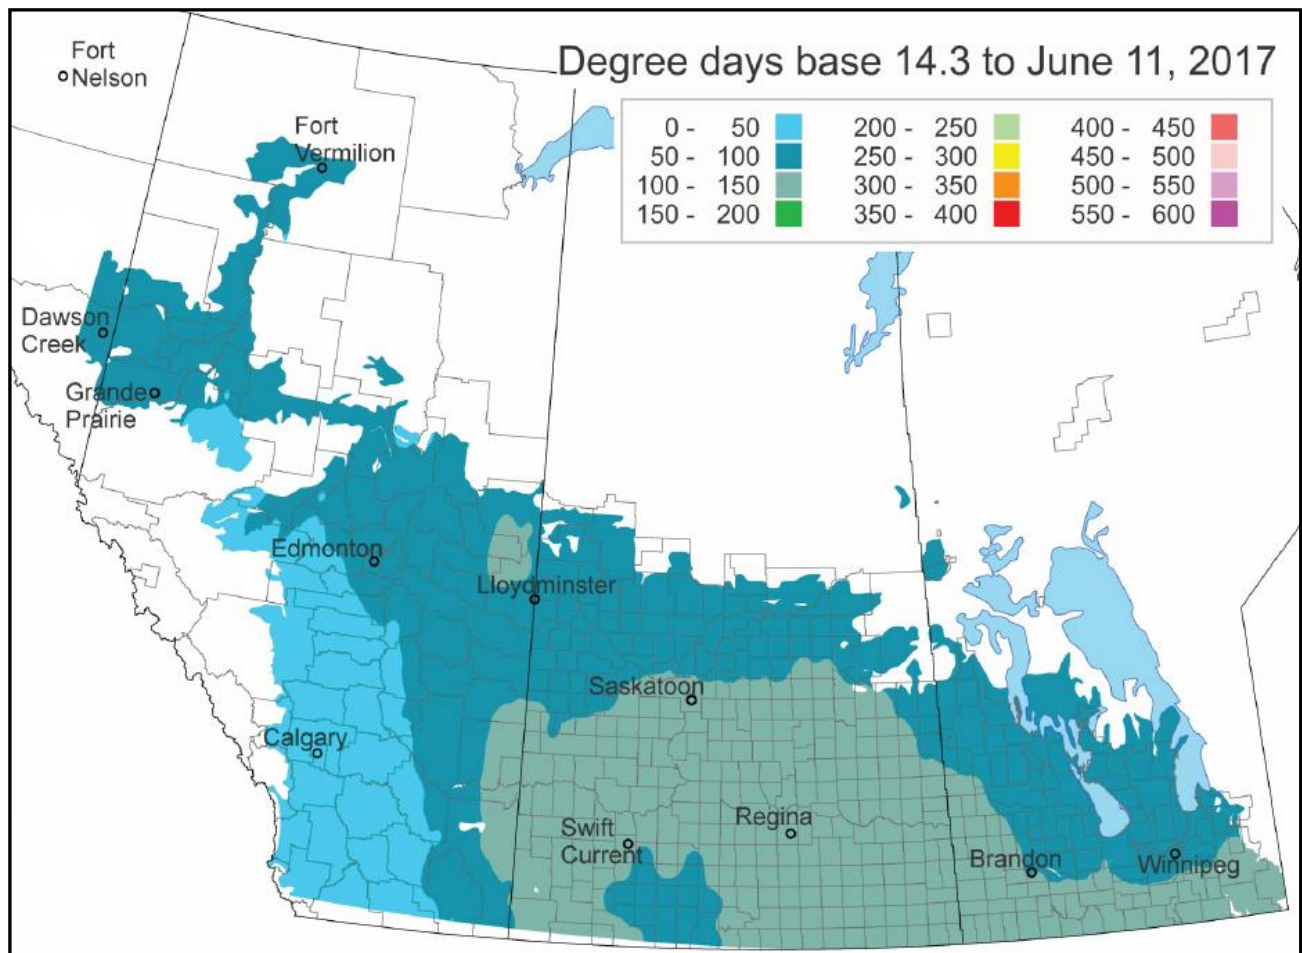 Fort
Nelson
Degree days base 14.3 to June 11, 2017
0 - 50 200 - 250 400 - 450
50 - 100 250 - 300 450 - 500
100 - 150 300 - 350 500 - 550
150 - 200 350 - 400 550 - 600
Fort
Vermilion
Dawson
Creek
Grande
Prairie
Edmonton
Lloydminster
Saskatoon
Calgary
Swift
Current
Regina
Brandon
Winnipeg